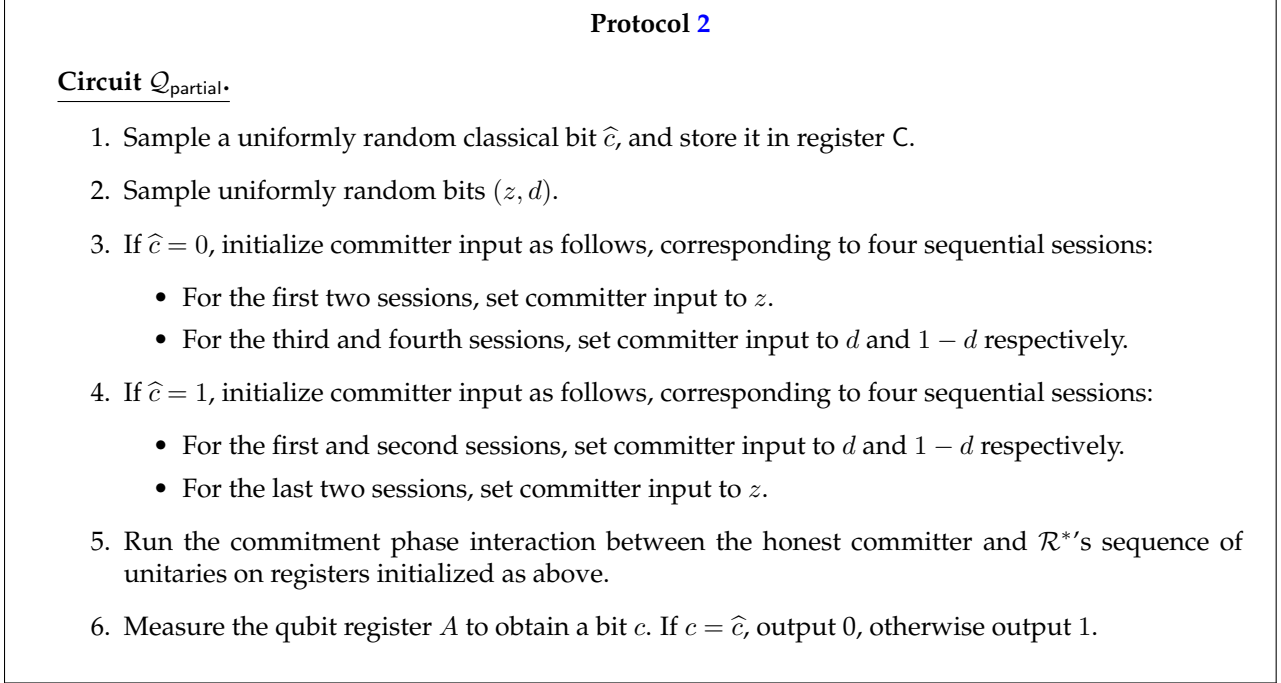 Protocol 2
Circuit 𝒬partial.
1. Sample a uniformly random classical bit ĉ, and store it in register C.
2. Sample uniformly random bits (z, d).
3. If ĉ = 0, initialize committer input as follows, corresponding to four sequential sessions:
• For the first two sessions, set committer input to z.
• For the third and fourth sessions, set committer input to d and 1 − d respectively.
4. If ĉ = 1, initialize committer input as follows, corresponding to four sequential sessions:
• For the first and second sessions, set committer input to d and 1 − d respectively.
• For the last two sessions, set committer input to z.
5. Run the commitment phase interaction between the honest committer and ℛ*'s sequence of
unitaries on registers initialized as above.
6. Measure the qubit register A to obtain a bit c. If c = ĉ, output 0, otherwise output 1.